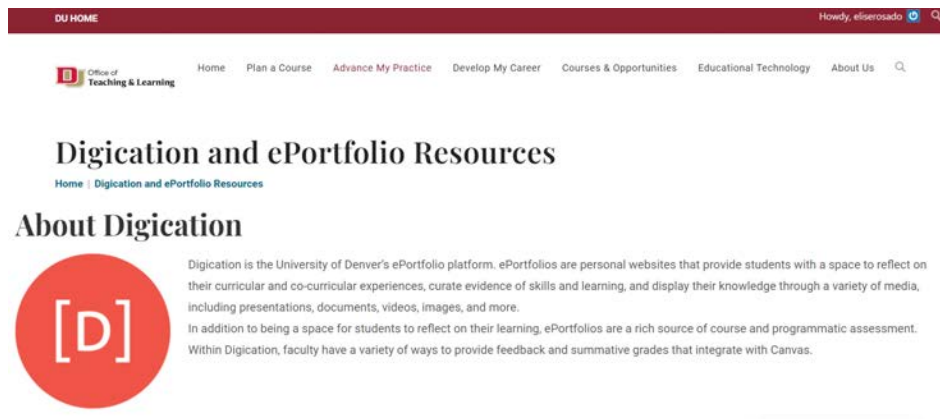 DU HOME
Howdy, eliserosado
Office of
Teaching & Learning
Home Plan a Course Advance My Practice Develop My Career Courses & Opportunities Educational Technology About Us
Digication and ePortfolio Resources
Home | Digication and ePortfolio Resources
About Digication
[D]
Digication is the University of Denver's ePortfolio platform. ePortfolios are personal websites that provide students with a space to reflect on
their curricular and co-curricular experiences, curate evidence of skills and learning, and display their knowledge through a variety of media,
including presentations, documents, videos, images, and more.
In addition to being a space for students to reflect on their learning, ePortfolios are a rich source of course and programmatic assessment.
Within Digication, faculty have a variety of ways to provide feedback and summative grades that integrate with Canvas.